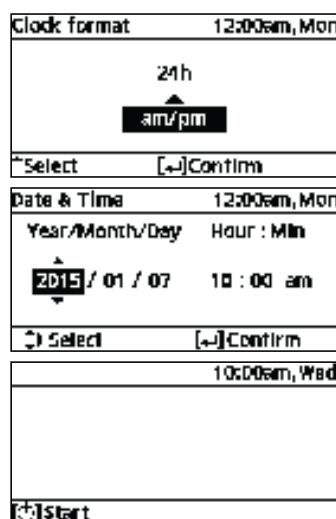 Clock format 12:00am, Mon
24h
am/pm
Select [↵]Confirm
Date & Time 12:00am, Mon
Year/Month/Day Hour : Min
2015 / 01 / 07 10 : 00 am
Select [↵]Confirm
10:00am, Wed
[⏻]Start